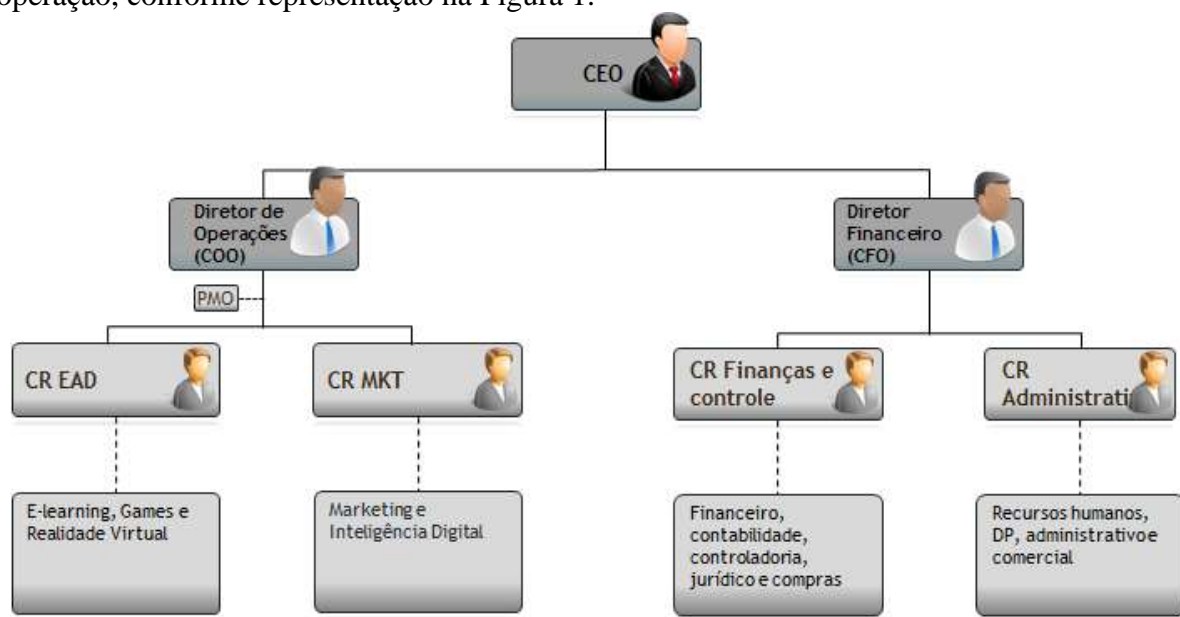 operação, conforme representação na Figura 1.
CEO
Diretor de
Operações
(COO)
Diretor
Financeiro
(CFO)
PMO
CR EAD
CR MKT
CR Finanças e
controle
CR
E-learning, Games e
Realidade Virtual
Marketing e
Inteligência Digital
Financeiro,
contabilidade,
controladoria,
jurídico e compras
Recursos humanos,
DP, administrativo e
comercial